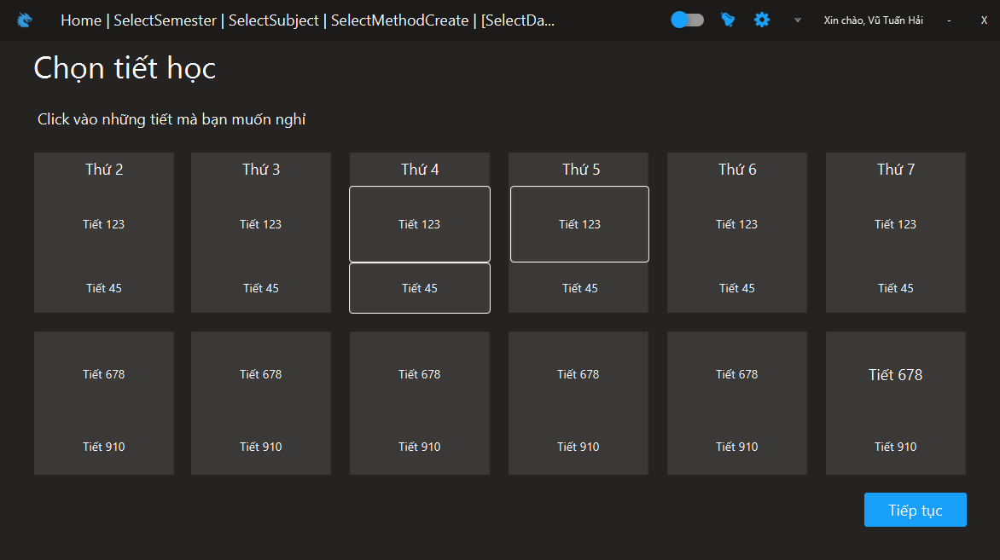 Home | SelectSemester | SelectSubject | SelectMethodCreate | [SelectDa...
Xin chào, Vũ Tuấn Hải
-
X
Chọn tiết học
Click vào những tiết mà bạn muốn nghỉ
Thứ 2 Thứ 3 Thứ 4 Thứ 5 Thứ 6 Thứ 7
Tiết 123 Tiết 123 Tiết 123 Tiết 123 Tiết 123 Tiết 123
Tiết 45 Tiết 45 Tiết 45 Tiết 45 Tiết 45 Tiết 45
Tiết 678 Tiết 678 Tiết 678 Tiết 678 Tiết 678 Tiết 678
Tiết 910 Tiết 910 Tiết 910 Tiết 910 Tiết 910 Tiết 910
Tiếp tục